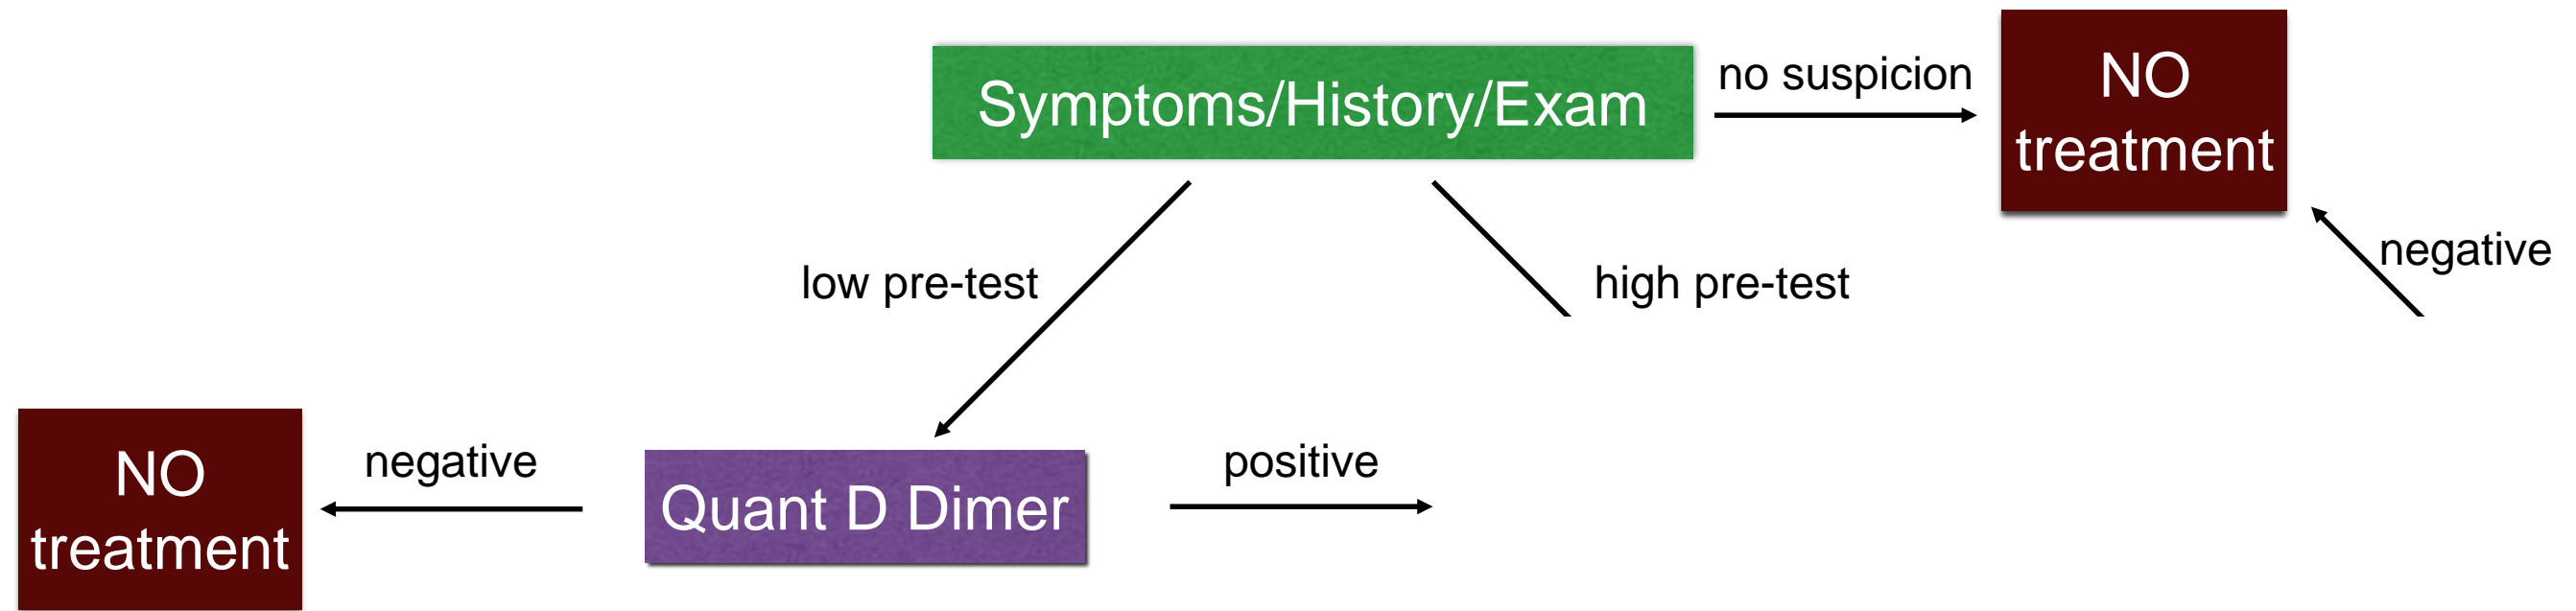 Symptoms/History/Exam
no suspicion
NO
treatment
low pre-test
high pre-test
negative
NO
treatment
negative
Quant D Dimer
positive